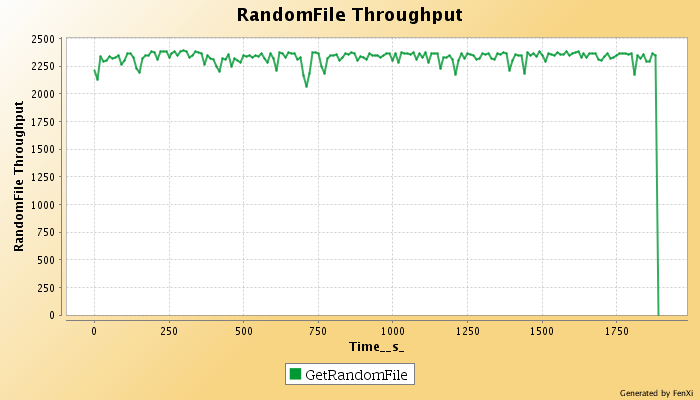 RandomFile Throughput
RandomFile Throughput
2500
2250
2000
1750
1500
1250
1000
750
500
250
0
0 250 500 750 1000 1250 1500 1750
Time__s_
GetRandomFile
Generated by FenXi